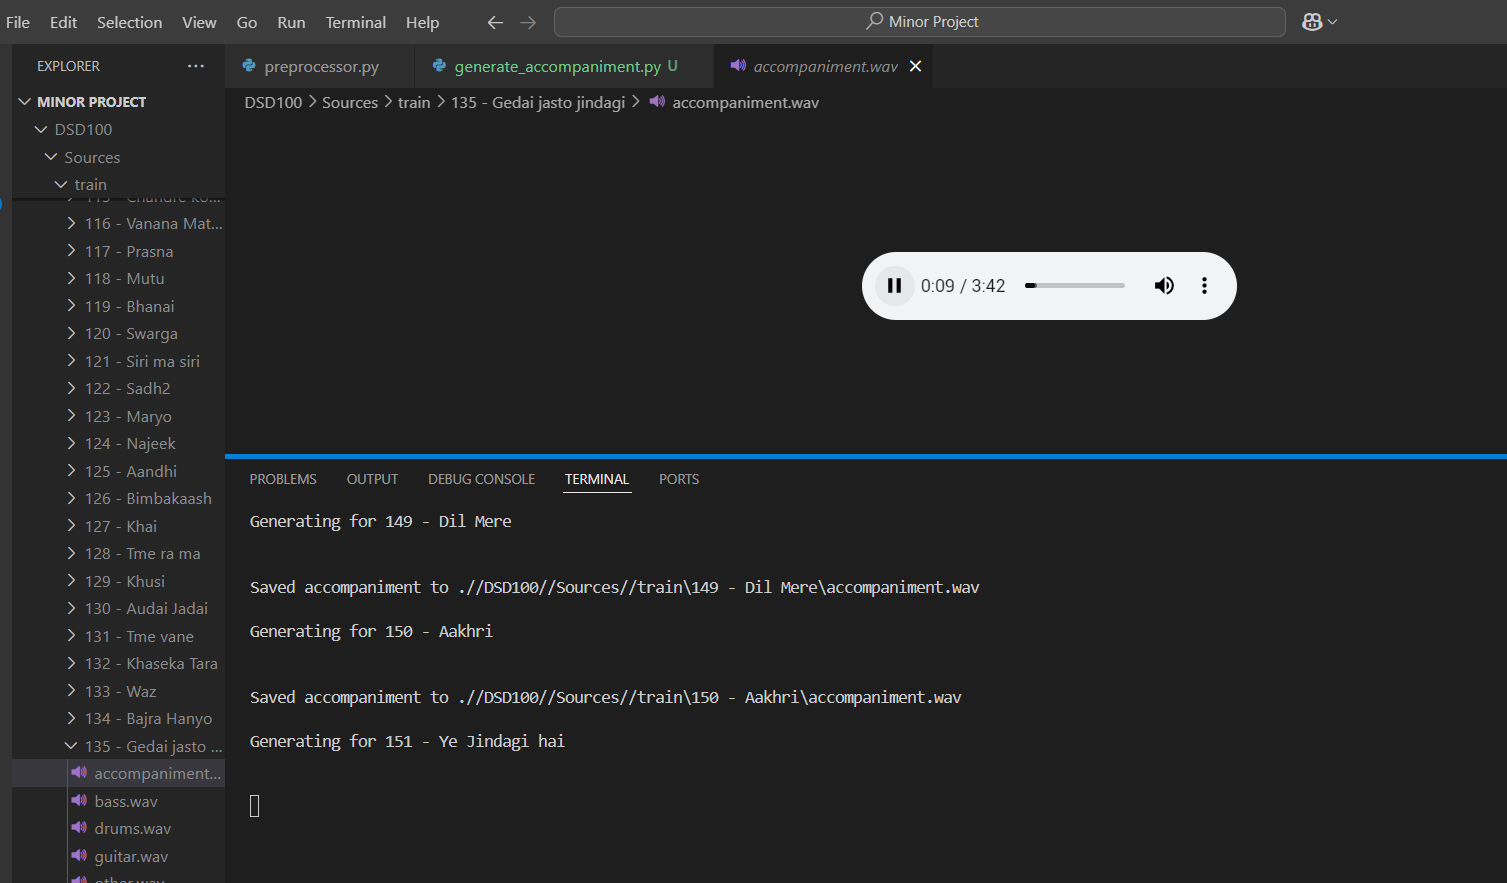 File Edit Selection View Go Run Terminal Help
Minor Project
EXPLORER
MINOR PROJECT
DSD100
Sources
train
116 - Vanana Mat...
117 - Prasna
118 - Mutu
119 - Bhanai
120 - Swarga
121 - Siri ma siri
122 - Sadh2
123 - Maryo
124 - Najeek
125 - Aandhi
126 - Bimbakaash
127 - Khai
128 - Tme ra ma
129 - Khusi
130 - Audai Jadai
131 - Tme vane
132 - Khaseka Tara
133 - Waz
134 - Bajra Hanyo
135 - Gedai jasto ...
accompaniment...
bass.wav
drums.wav
guitar.wav
preprocessor.py
generate_accompaniment.py U
accompaniment.wav
DSD100 > Sources > train > 135 - Gedai jasto jindagi > accompaniment.wav
0:09 / 3:42
PROBLEMS OUTPUT DEBUG CONSOLE TERMINAL PORTS
Generating for 149 - Dil Mere
Saved accompaniment to .//DSD100//Sources//train\149 - Dil Mere\accompaniment.wav
Generating for 150 - Aakhri
Saved accompaniment to .//DSD100//Sources//train\150 - Aakhri\accompaniment.wav
Generating for 151 - Ye Jindagi hai